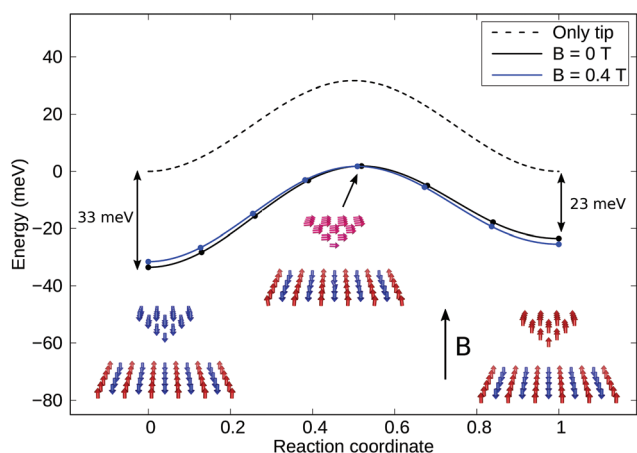 Only tip
B = 0 T
B = 0.4 T
40
20
0
−20
−40
−60
−80
Energy (meV)
33 meV
23 meV
B
0
0.2
0.4
0.6
0.8
1
Reaction coordinate